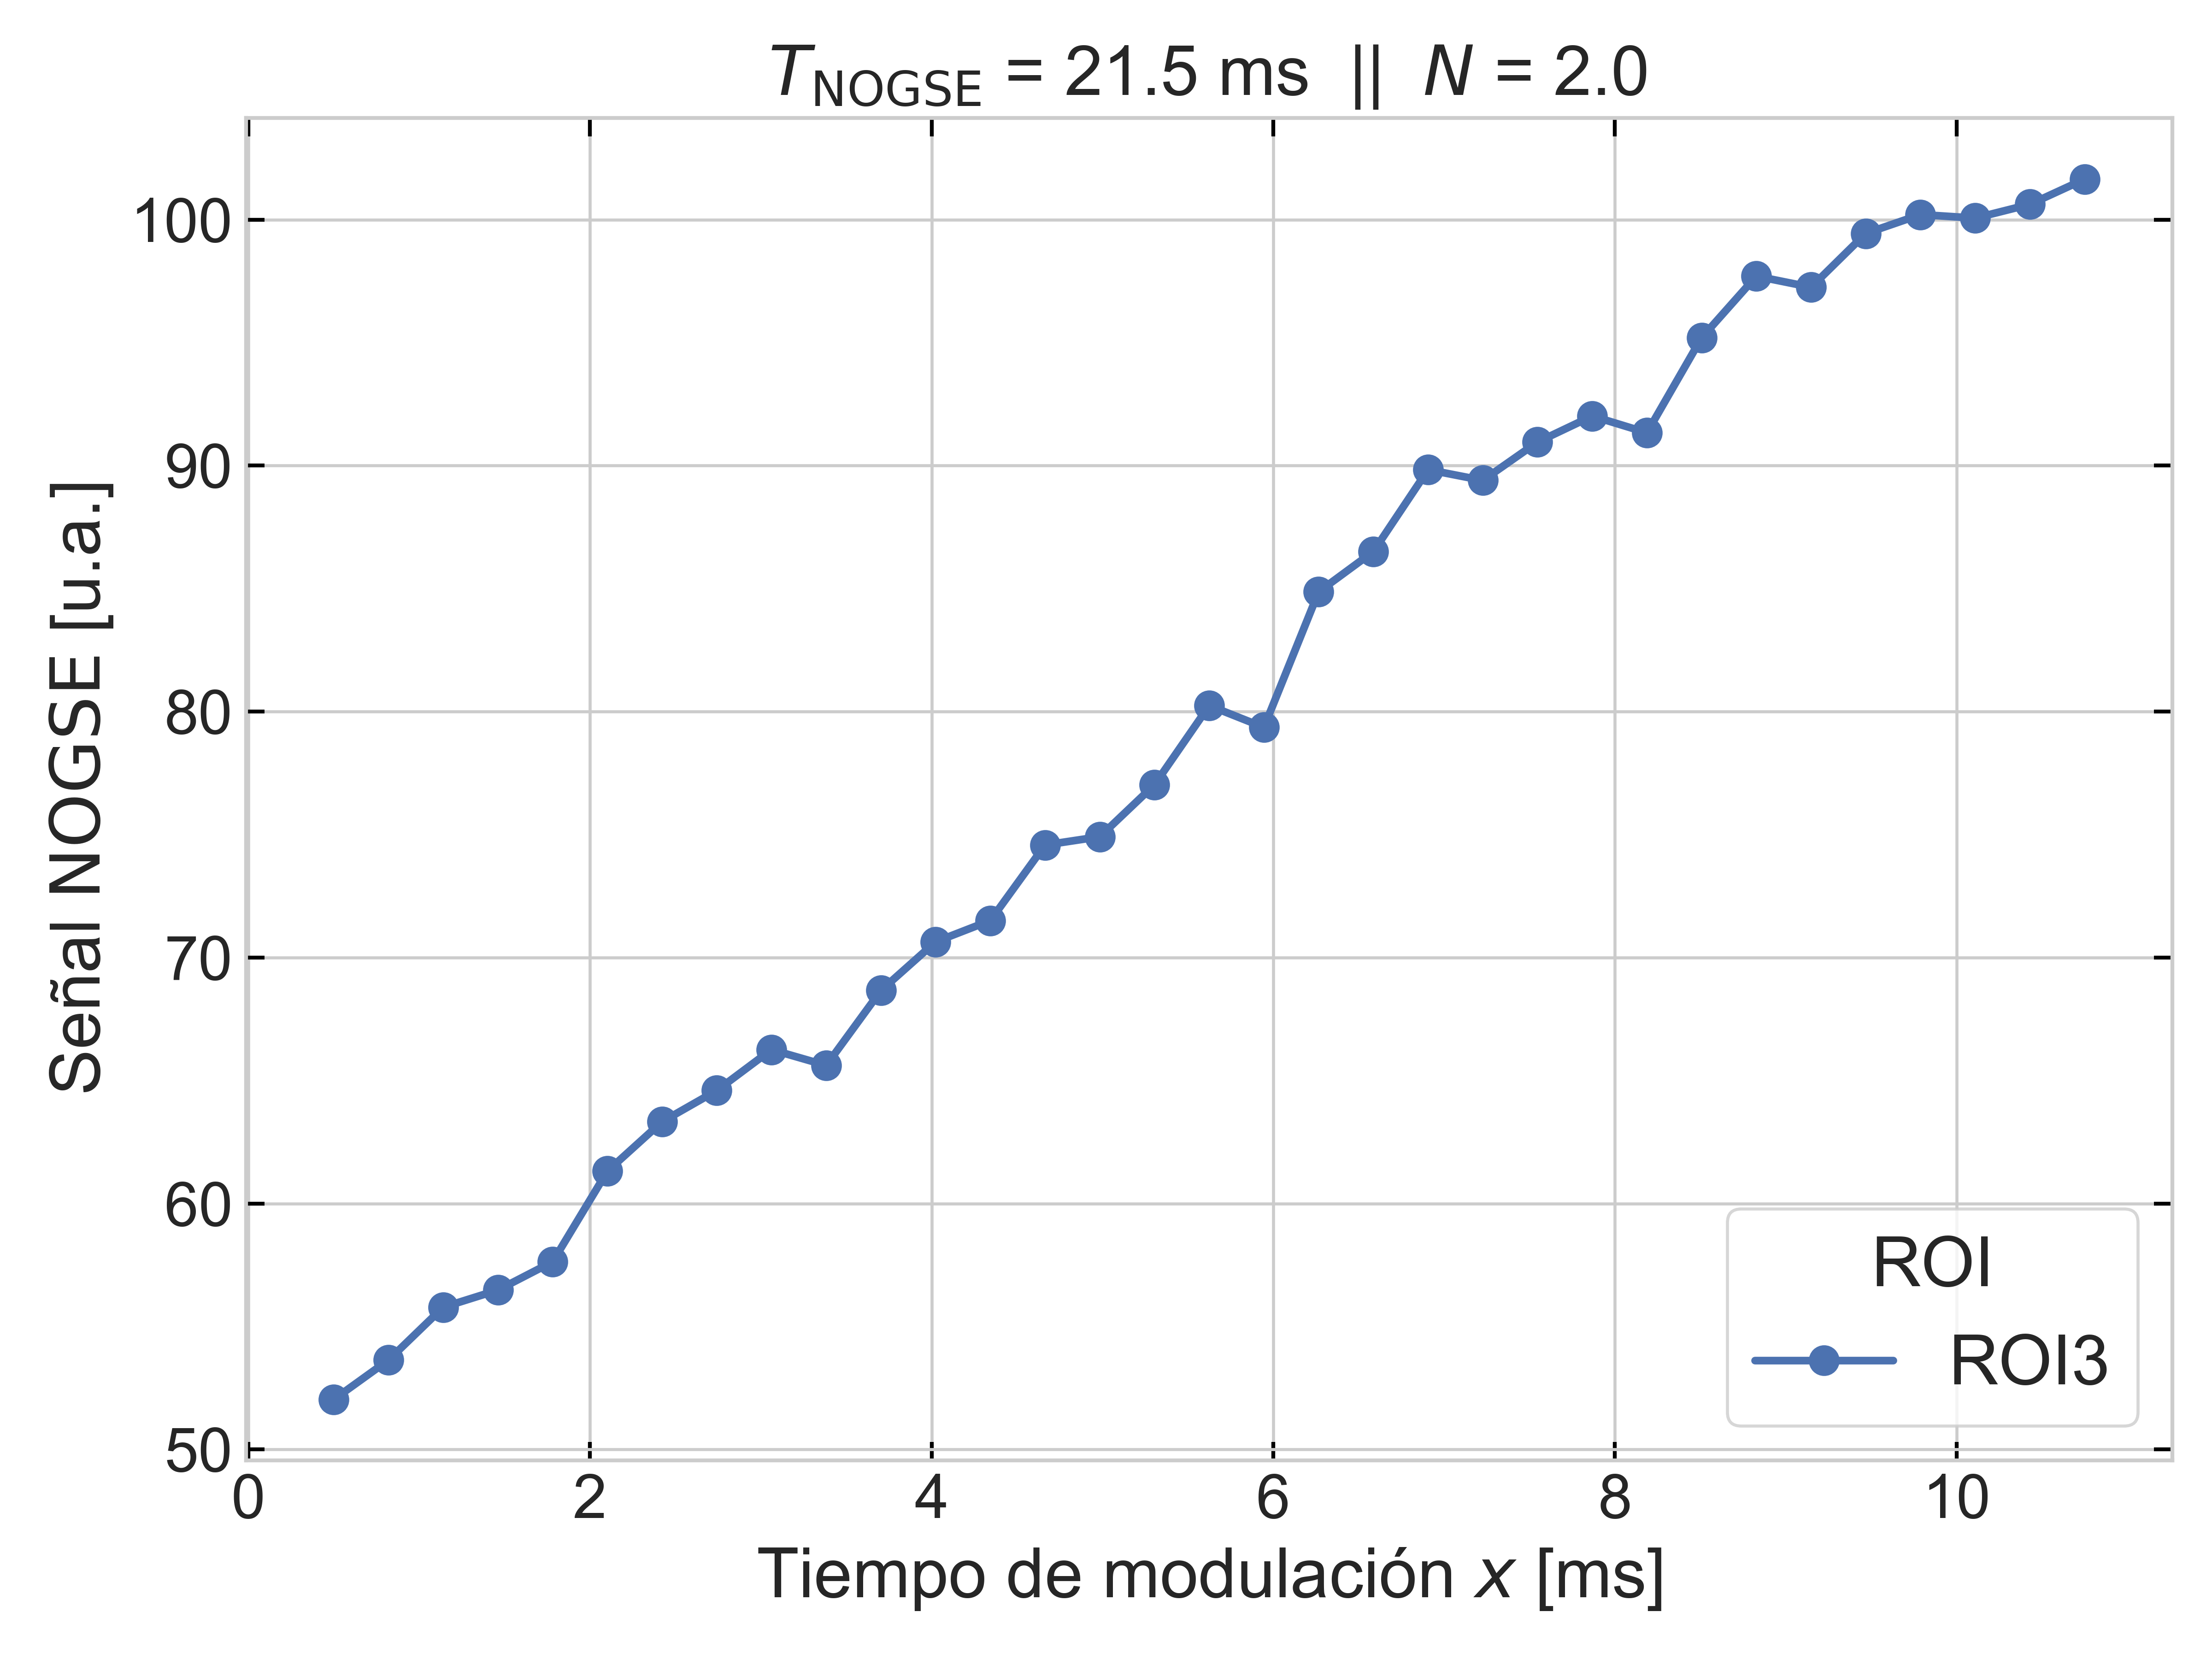 T_NOGSE = 21.5 ms || N = 2.0
Señal NOGSE [u.a.]
100
90
80
70
60
50
0 2 4 6 8 10
Tiempo de modulación x [ms]
ROI
ROI3